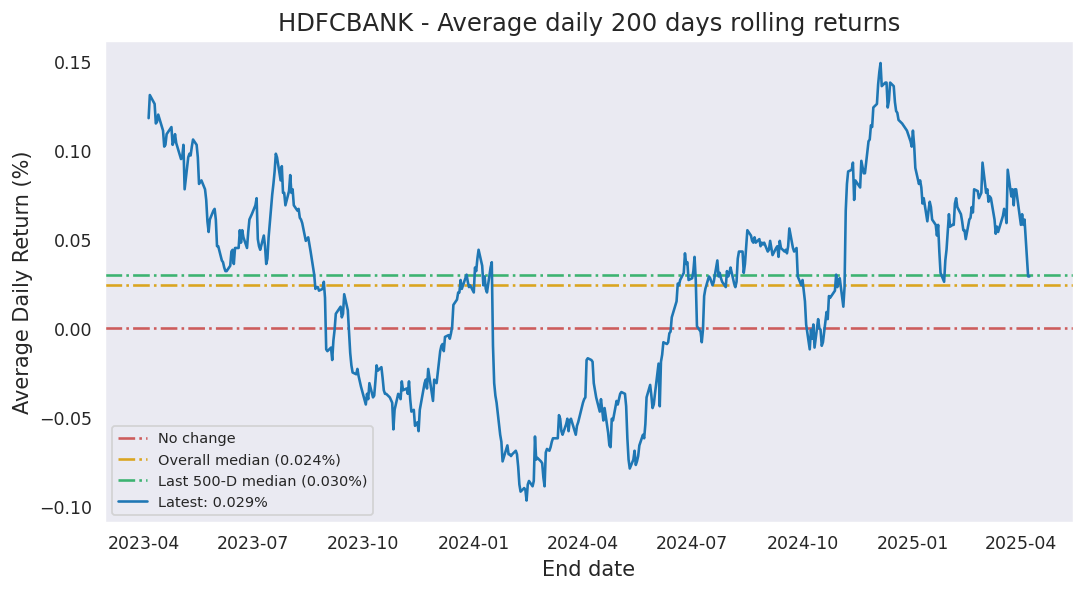 HDFCBANK - Average daily 200 days rolling returns
Average Daily Return (%)
0.15
0.10
0.05
0.00
−0.05
−0.10
No change
Overall median (0.024%)
Last 500-D median (0.030%)
Latest: 0.029%
2023-04 2023-07 2023-10 2024-01 2024-04 2024-07 2024-10 2025-01 2025-04
End date